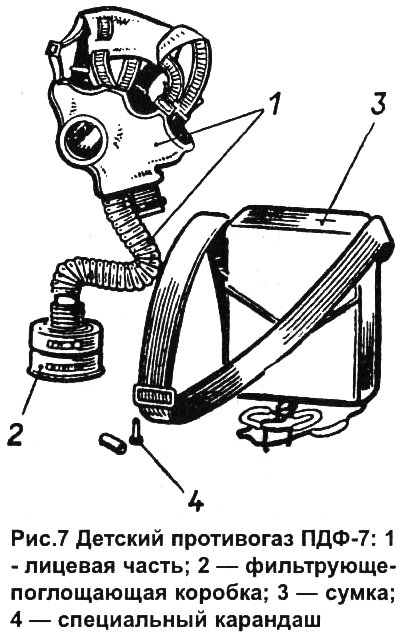 1
3
2
4
Рис.7 Детский противогаз ПДФ-7: 1
- лицевая часть; 2 — фильтрующе-
поглощающая коробка; 3 — сумка;
4 — специальный карандаш